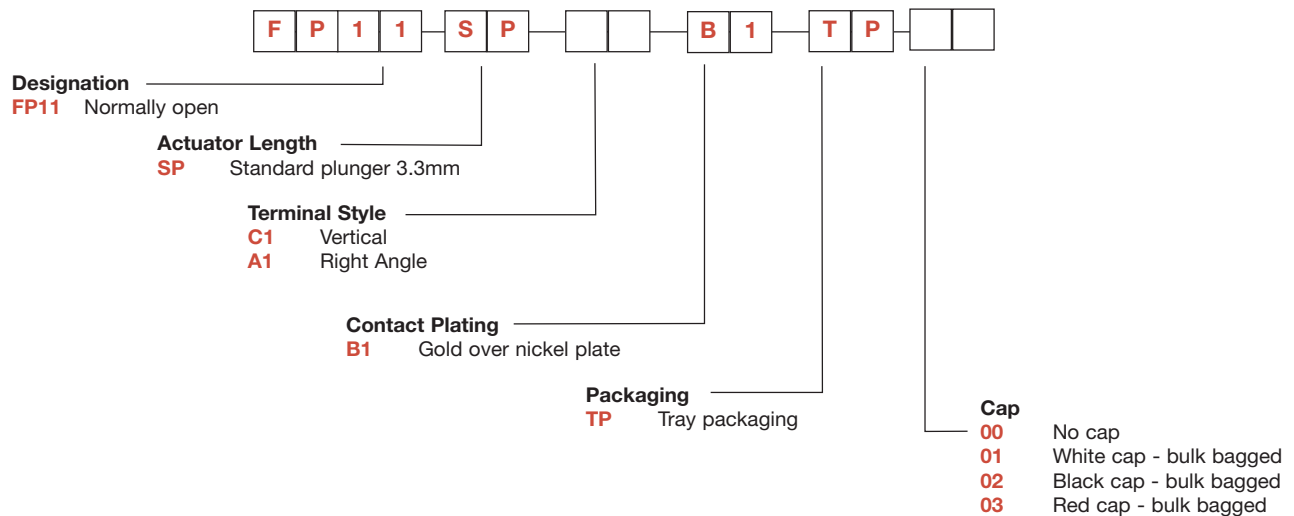 F P 1 1 S P B 1 T P
Designation
FP11 Normally open
Actuator Length
SP Standard plunger 3.3mm
Terminal Style
C1 Vertical
A1 Right Angle
Contact Plating
B1 Gold over nickel plate
Packaging
TP Tray packaging
Cap
00 No cap
01 White cap - bulk bagged
02 Black cap - bulk bagged
03 Red cap - bulk bagged